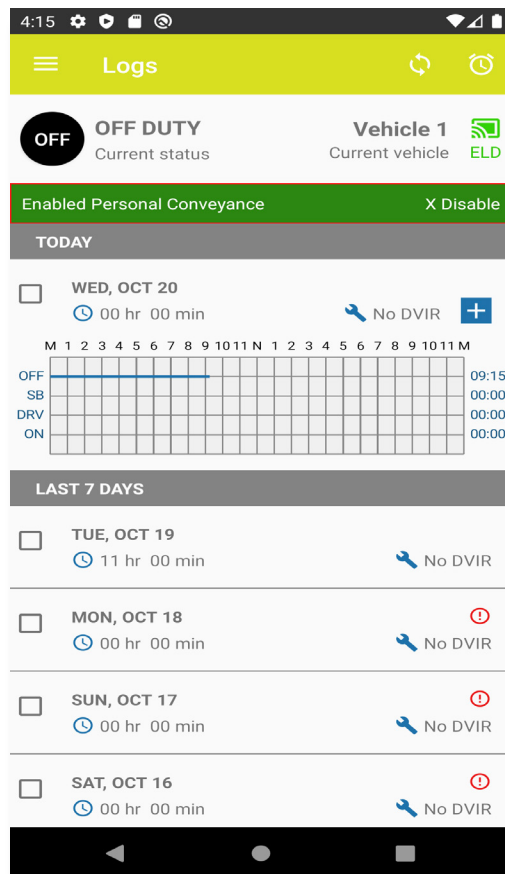 4:15
Logs
OFF
OFF DUTY
Current status
Vehicle 1
Current vehicle
ELD
Enabled Personal Conveyance
X Disable
TODAY
WED, OCT 20
00 hr 00 min
No DVIR
M 1 2 3 4 5 6 7 8 9 10 11 N 1 2 3 4 5 6 7 8 9 10 11 M
OFF 09:15
SB 00:00
DRV 00:00
ON 00:00
LAST 7 DAYS
TUE, OCT 19
11 hr 00 min
No DVIR
MON, OCT 18
00 hr 00 min
No DVIR
SUN, OCT 17
00 hr 00 min
No DVIR
SAT, OCT 16
00 hr 00 min
No DVIR